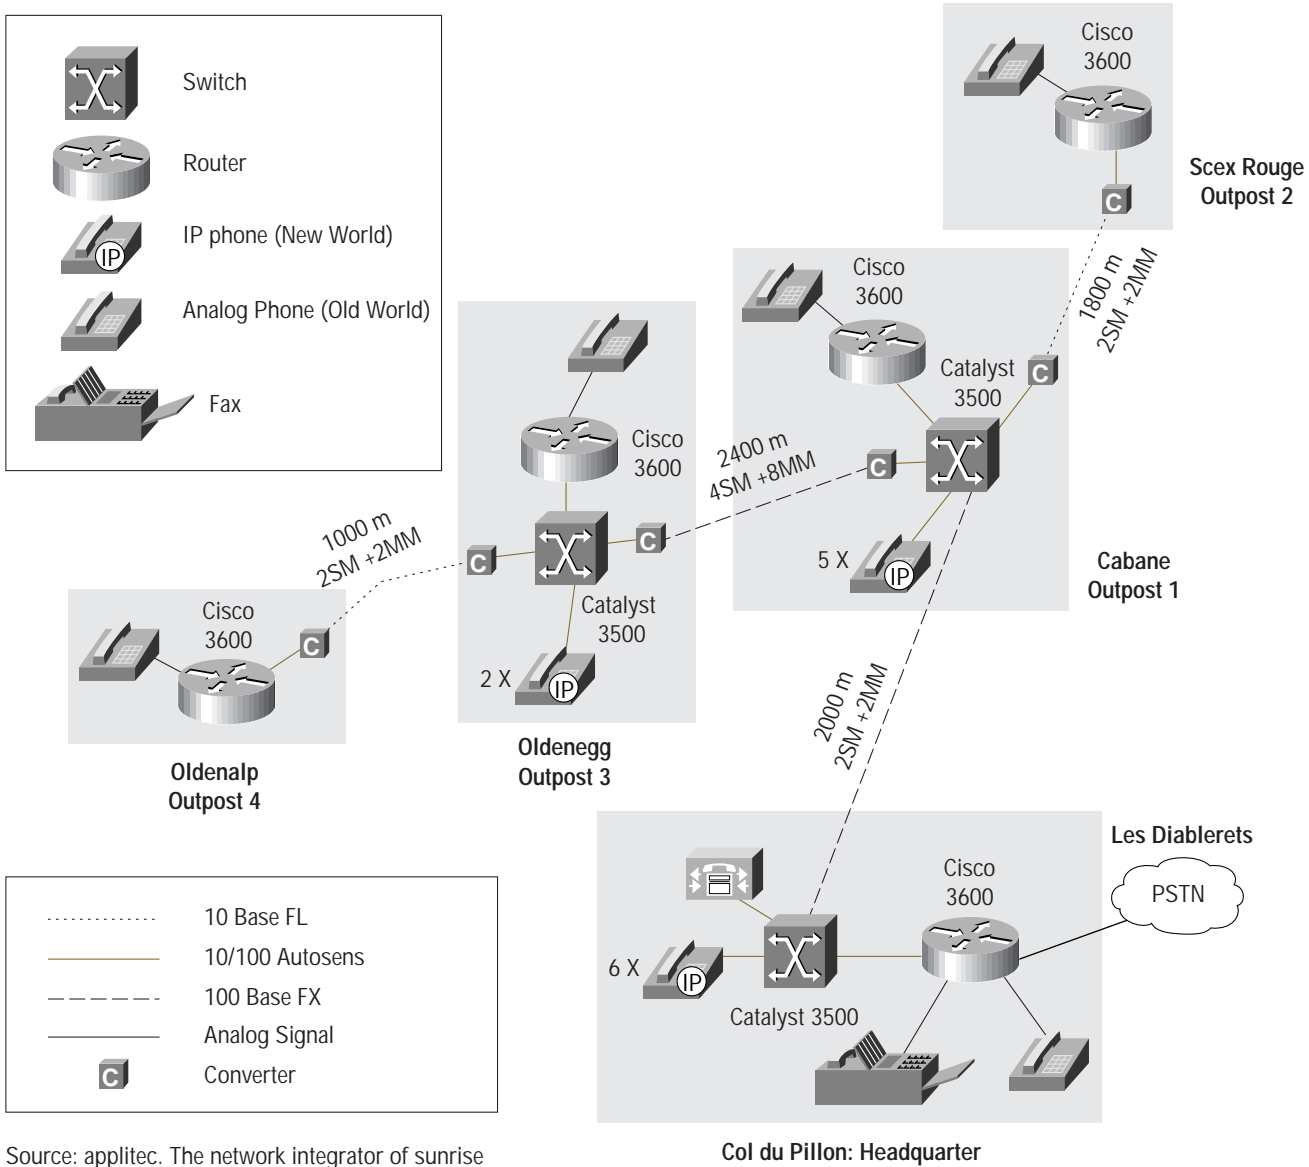 Switch
Router
IP
IP phone (New World)
Analog Phone (Old World)
Fax
Cisco
3600
C
Scex Rouge
Outpost 2
1800 m
2SM +2MM
Cisco
3600
Catalyst
3500
C
C
5 X
IP
Cabane
Outpost 1
2400 m
4SM +8MM
Cisco
3600
C
C
Catalyst
3500
2 X
IP
Oldenegg
Outpost 3
1000 m
2SM +2MM
Cisco
3600
C
Oldenalp
Outpost 4
2000 m
2SM +2MM
Les Diablerets
PSTN
Cisco
3600
6 X
IP
Catalyst 3500
Col du Pillon: Headquarter
10 Base FL
10/100 Autosens
100 Base FX
Analog Signal
C
Converter
Source: applitec. The network integrator of sunrise